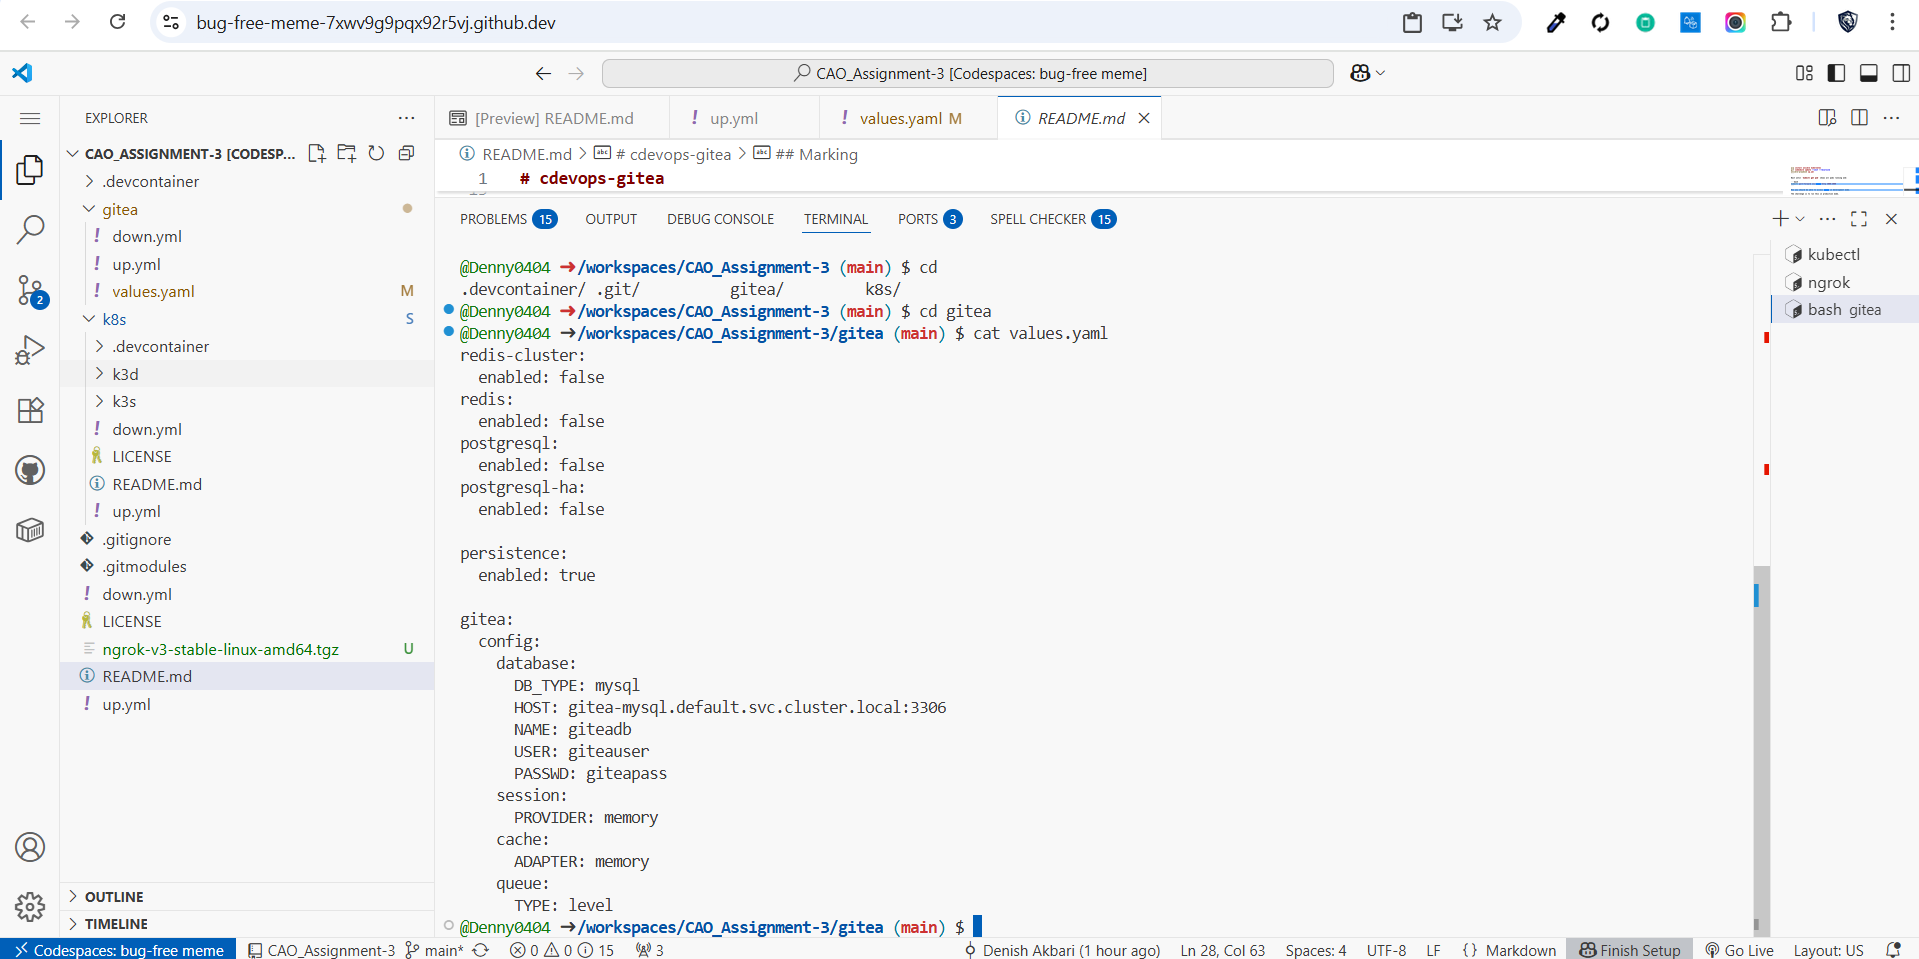 bug-free-meme-7xwv9g9pqx92r5vj.github.dev
CAO_Assignment-3 [Codespaces: bug-free meme]
EXPLORER
CAO_ASSIGNMENT-3 [CODESP...
.devcontainer
gitea
down.yml
up.yml
values.yaml M
k8s S
.devcontainer
k3d
k3s
down.yml
LICENSE
README.md
up.yml
.gitignore
.gitmodules
down.yml
LICENSE
ngrok-v3-stable-linux-amd64.tgz U
README.md
up.yml
OUTLINE
TIMELINE
2
[Preview] README.md
up.yml
values.yaml M
README.md
README.md > # cdevops-gitea > ## Marking
1 # cdevops-gitea
PROBLEMS 15 OUTPUT DEBUG CONSOLE TERMINAL PORTS 3 SPELL CHECKER 15
@Denny0404 ➜/workspaces/CAO_Assignment-3 (main) $ cd
.devcontainer/ .git/ gitea/ k8s/
@Denny0404 ➜/workspaces/CAO_Assignment-3 (main) $ cd gitea
@Denny0404 ➜/workspaces/CAO_Assignment-3/gitea (main) $ cat values.yaml
redis-cluster:
enabled: false
redis:
enabled: false
postgresql:
enabled: false
postgresql-ha:
enabled: false
persistence:
enabled: true
gitea:
config:
database:
DB_TYPE: mysql
HOST: gitea-mysql.default.svc.cluster.local:3306
NAME: giteadb
USER: giteauser
PASSWD: giteapass
session:
PROVIDER: memory
cache:
ADAPTER: memory
queue:
TYPE: level
@Denny0404 ➜/workspaces/CAO_Assignment-3/gitea (main) $
kubectl
ngrok
bash gitea
Codespaces: bug-free meme CAO_Assignment-3 main* 0 0 15 3 Denish Akbari (1 hour ago) Ln 28, Col 63 Spaces: 4 UTF-8 LF {} Markdown Finish Setup Go Live Layout: US